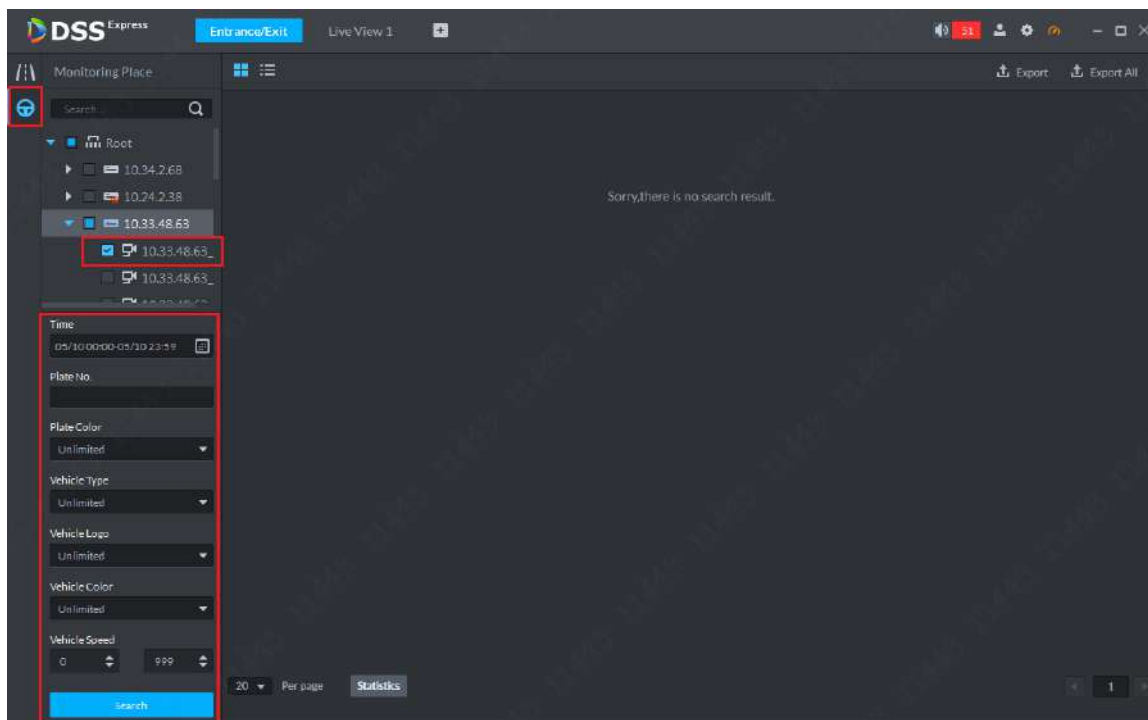 DSS Express
Entrance/Exit
Live View 1
51
Monitoring Place
Export
Export All
Search...
Root
10.34.2.68
10.24.2.38
10.33.48.63
10.33.48.63_
10.33.48.63_
Sorry,there is no search result.
Time
05/10 00:00-05/10 23:59
Plate No.
Plate Color
Unlimited
Vehicle Type
Unlimited
Vehicle Logo
Unlimited
Vehicle Color
Unlimited
Vehicle Speed
0 999
Search
20 Per page Statistics
1